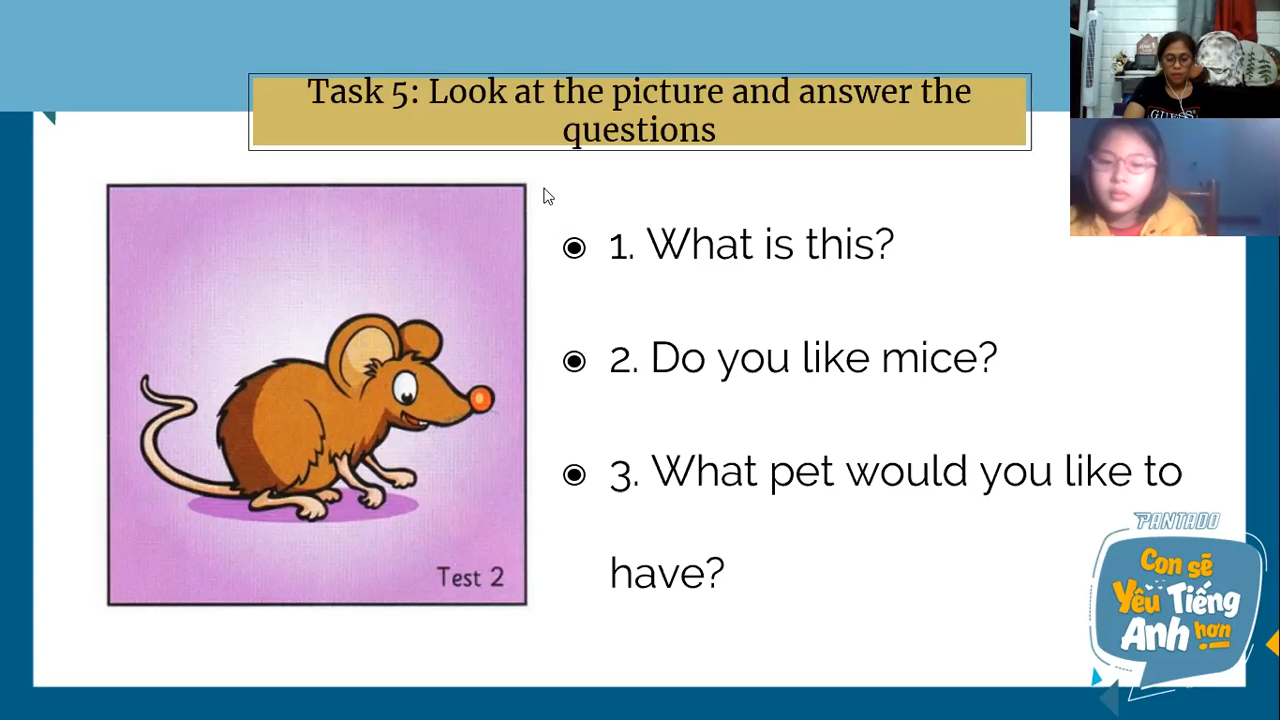 Task 5: Look at the picture and answer the
questions
GUESS
1. What is this?
2. Do you like mice?
3. What pet would you like to
have?
Test 2
PANTADO
Con sẽ
Yêu Tiếng
Anh hơn